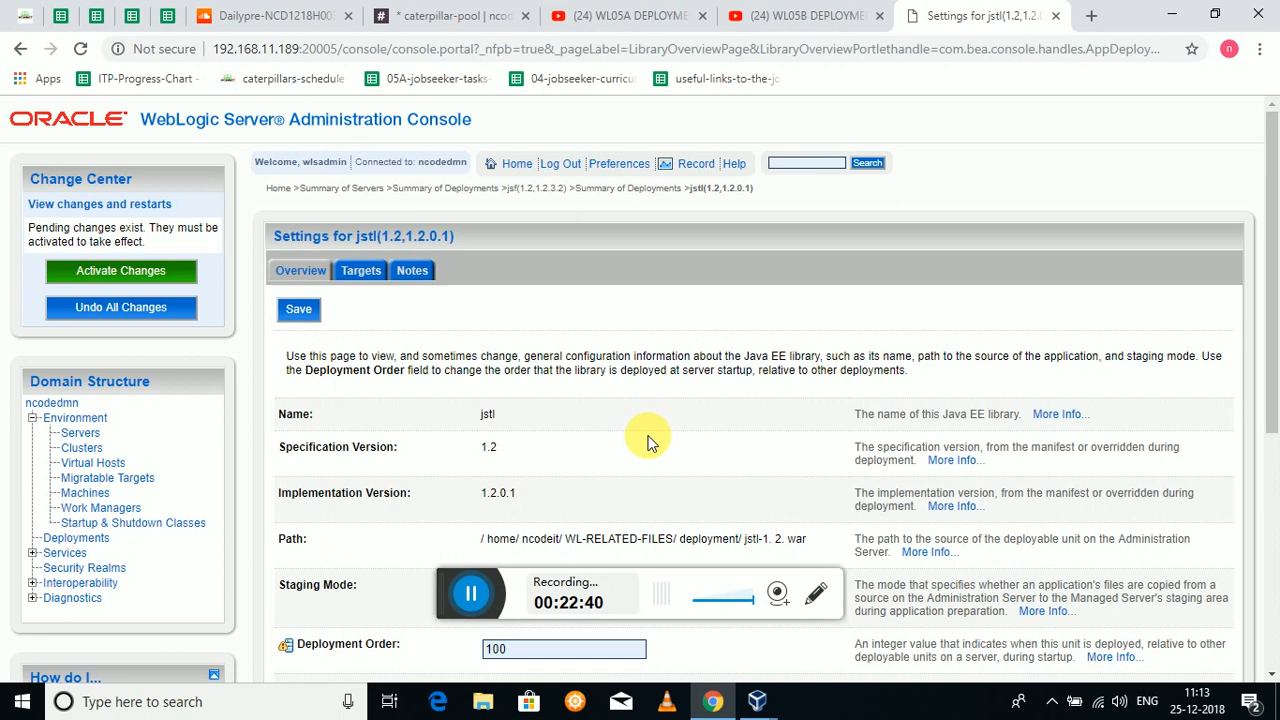 Dailypre-NCD1218H00
* caterpillar-pool | ncod
(24) WL05A DEPLOYME
(24) WL05B DEPLOYME
Settings for jstl(1.2,1.2.0.
Not secure
192.168.11.189:20005/console/console.portal?_nfpb=true&_pageLabel=LibraryOverviewPage&LibraryOverviewPortlethandle=com.bea.console.handles.AppDeploy...
n
Apps
ITP-Progress-Chart -
caterpillars-schedule
05A-jobseeker-tasks-
04-jobseeker-curricu
useful-links-to-the-jo
ORACLE WebLogic Server® Administration Console
Change Center
View changes and restarts
Pending changes exist. They must be
activated to take effect.
Activate Changes
Undo All Changes
Domain Structure
ncodedmn
Environment
Servers
Clusters
Virtual Hosts
Migratable Targets
Machines
Work Managers
Startup & Shutdown Classes
Deployments
Services
Security Realms
Interoperability
Diagnostics
How do I...
Welcome, wlsadmin Connected to: ncodedmn
Home Log Out Preferences Record Help
Search
Home >Summary of Servers >Summary of Deployments >jsf(1.2,1.2.3.2) >Summary of Deployments >jstl(1.2,1.2.0.1)
Settings for jstl(1.2,1.2.0.1)
Overview Targets Notes
Save
Use this page to view, and sometimes change, general configuration information about the Java EE library, such as its name, path to the source of the application, and staging mode. Use
the Deployment Order field to change the order that the library is deployed at server startup, relative to other deployments.
Name: jstl The name of this Java EE library. More Info...
Specification Version: 1.2 The specification version, from the manifest or overridden during
deployment. More Info...
Implementation Version: 1.2.0.1 The implementation version, from the manifest or overridden during
deployment. More Info...
Path: / home/ ncodeit/ WL-RELATED-FILES/ deployment/ jstl-1. 2. war The path to the source of the deployable unit on the Administration
Server. More Info...
Staging Mode: The mode that specifies whether an application's files are copied from a
source on the Administration Server to the Managed Server's staging area
during application preparation. More Info...
Recording...
00:22:40
Deployment Order: 100 An integer value that indicates when this unit is deployed, relative to other
deployable units on a server, during startup. More Info...
Type here to search
ENG
11:13
25-12-2018
2